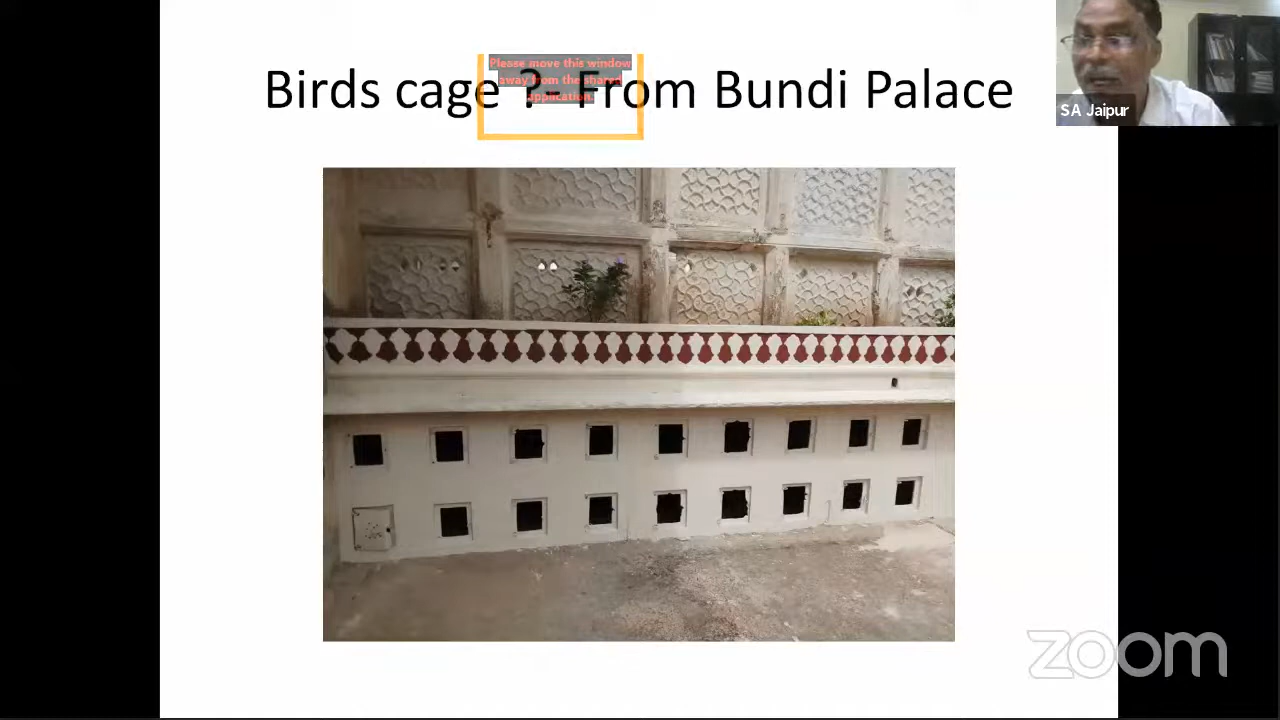 Birds cage ?- From Bundi Palace
Please move this window
away from the shared
application.
SA Jaipur
zoom